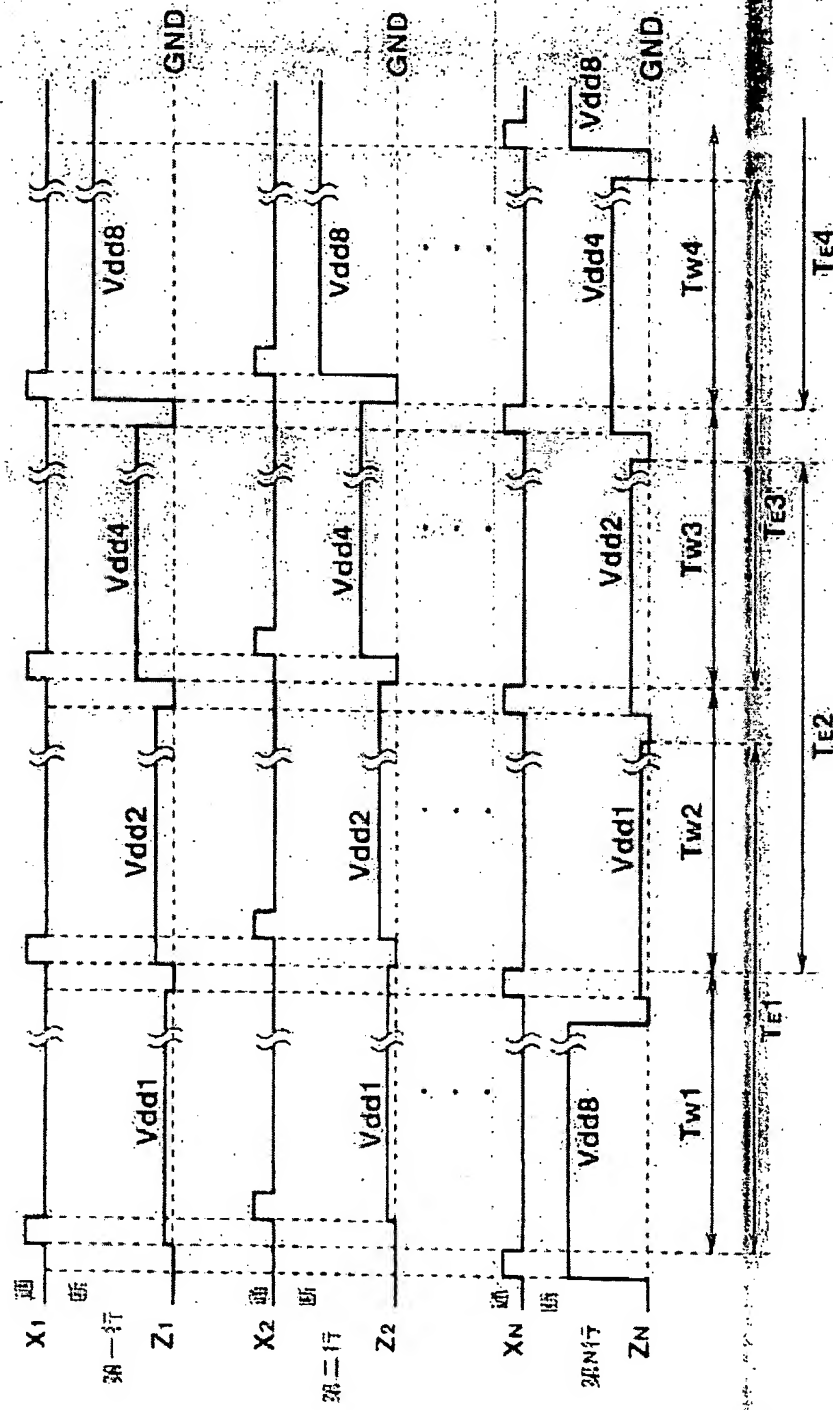 X1
通
断
第一行
Z1
Vdd1
Vdd2
Vdd4
Vdd8
GND
X2
通
断
第二行
Z2
Vdd1
Vdd2
Vdd4
Vdd8
GND
XN
通
断
第N行
ZN
Vdd8
Vdd1
Vdd2
Vdd4
Vdd8
GND
TW1
TW2
TW3
TW4
TE1
TE3
TE2
TE4